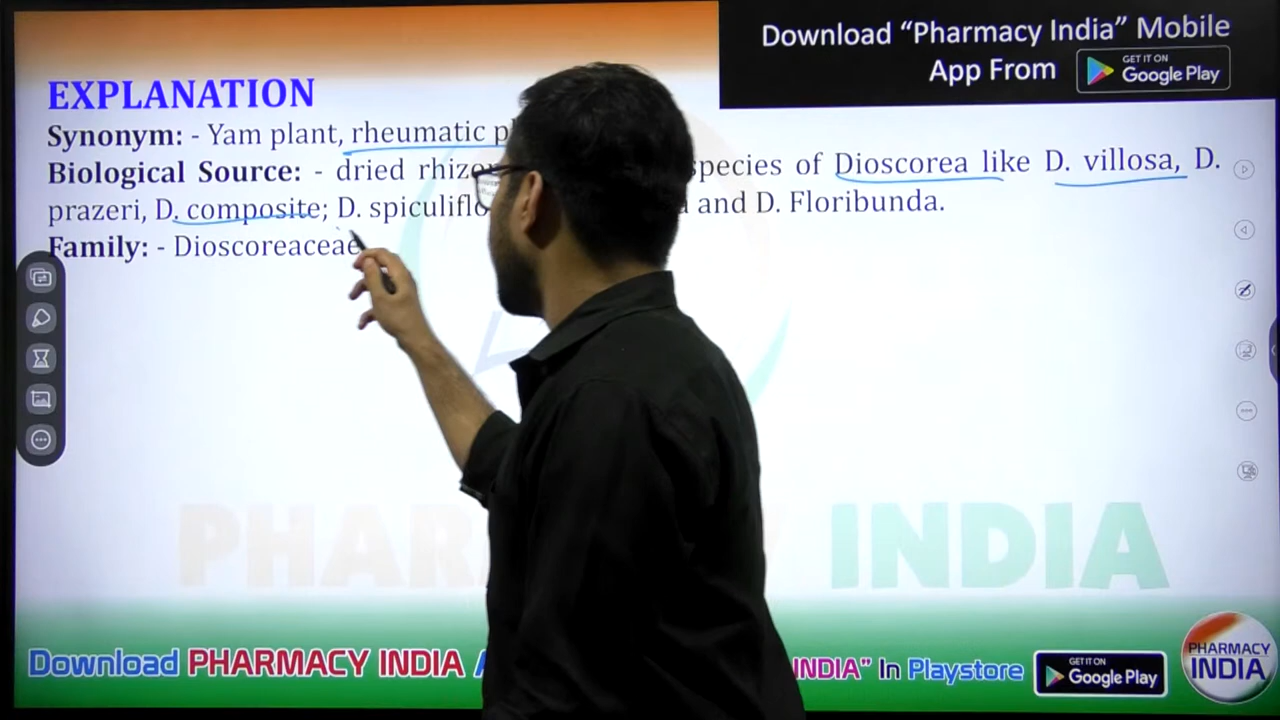 Download “Pharmacy India” Mobile
App From GET IT ON Google Play
EXPLANATION
Synonym: - Yam plant, rheumatic
Biological Source: - dried species of Dioscorea like D. villosa, D.
prazeri, D. composite; D. and D. Floribunda.
Family: - Dioscoreaceae
INDIA
Download PHARMACY INDIA INDIA” In Playstore GET IT ON Google Play
PHARMACY
INDIA